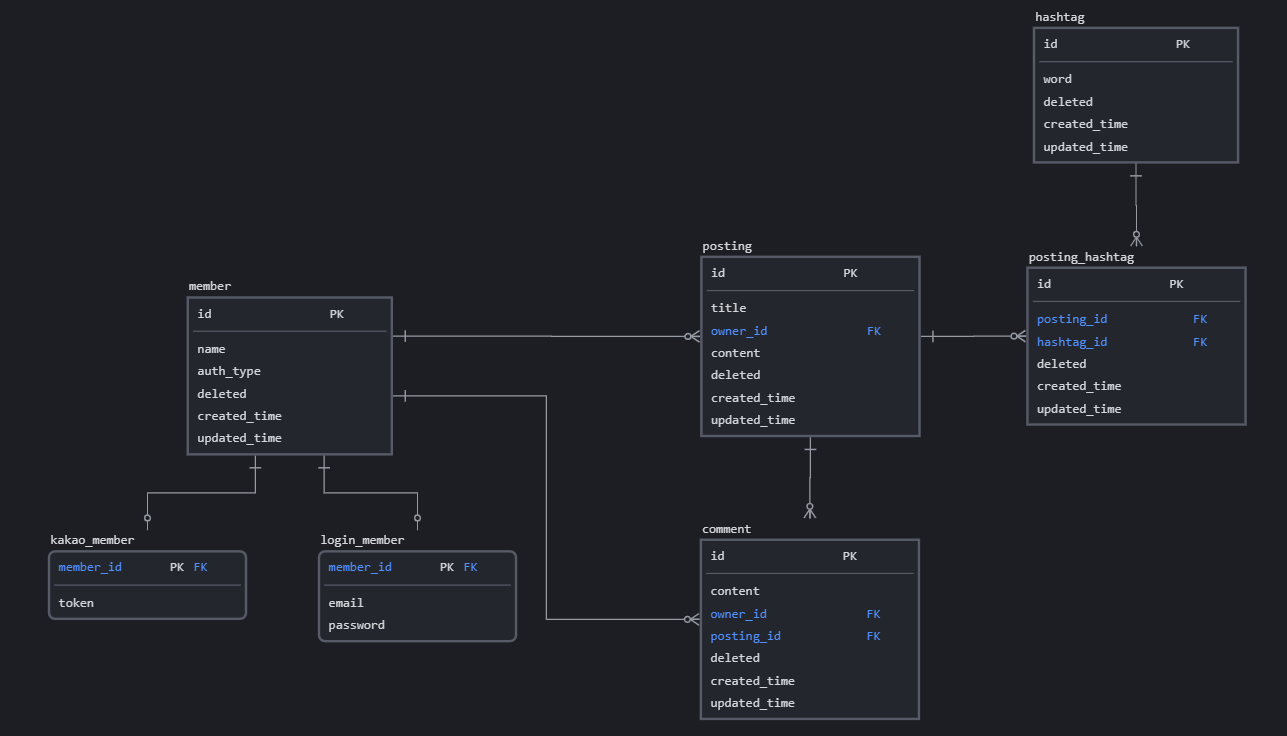 hashtag
id PK
word
deleted
created_time
updated_time
posting
id PK
title
owner_id FK
content
deleted
created_time
updated_time
posting_hashtag
id PK
posting_id FK
hashtag_id FK
deleted
created_time
updated_time
member
id PK
name
auth_type
deleted
created_time
updated_time
kakao_member
member_id PK FK
token
login_member
member_id PK FK
email
password
comment
id PK
content
owner_id FK
posting_id FK
deleted
created_time
updated_time